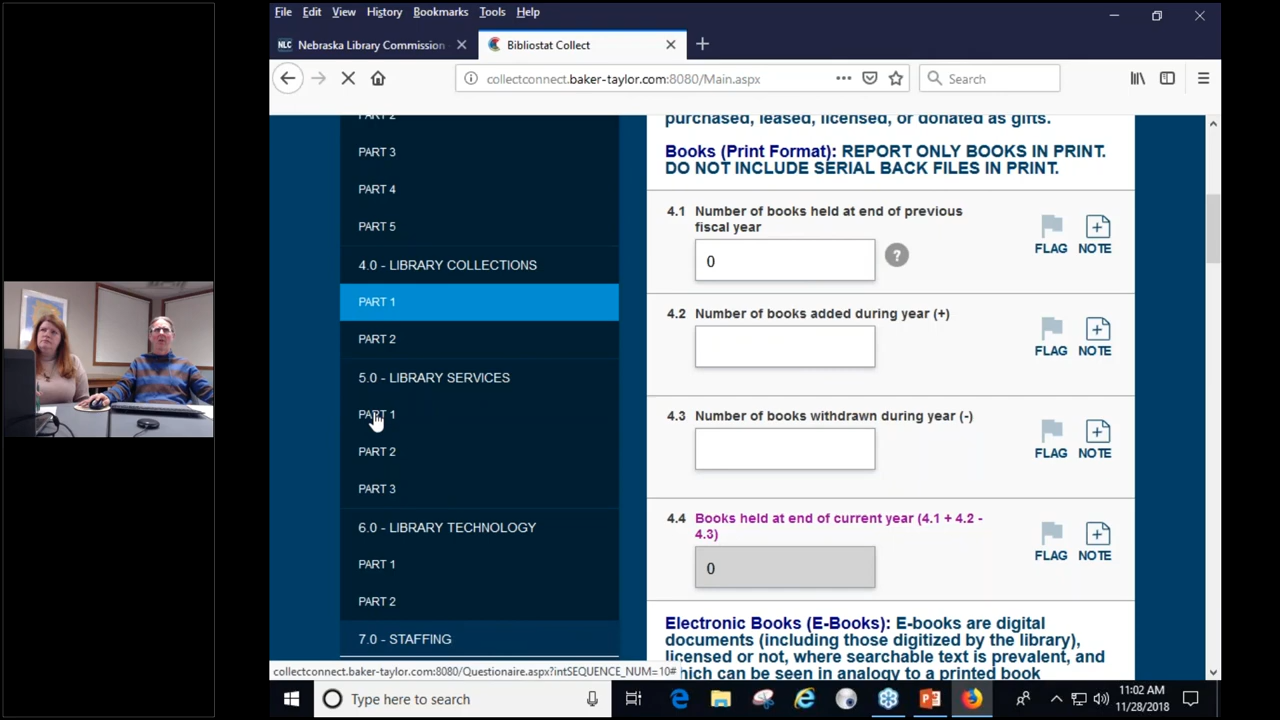 File Edit View History Bookmarks Tools Help
NLC Nebraska Library Commission
Bibliostat Collect
collectconnect.baker-taylor.com:8080/Main.aspx
Search
PART 2
PART 3
PART 4
PART 5
4.0 - LIBRARY COLLECTIONS
PART 1
PART 2
5.0 - LIBRARY SERVICES
PART 1
PART 2
PART 3
6.0 - LIBRARY TECHNOLOGY
PART 1
PART 2
7.0 - STAFFING
purchased, leased, licensed, or donated as gifts.
Books (Print Format): REPORT ONLY BOOKS IN PRINT.
DO NOT INCLUDE SERIAL BACK FILES IN PRINT.
4.1 Number of books held at end of previous
fiscal year
0 ?
FLAG NOTE
4.2 Number of books added during year (+)
FLAG NOTE
4.3 Number of books withdrawn during year (-)
FLAG NOTE
4.4 Books held at end of current year (4.1 + 4.2 -
4.3)
0
FLAG NOTE
Electronic Books (E-Books): E-books are digital
documents (including those digitized by the library),
licensed or not, where searchable text is prevalent, and
which can be seen in analogy to a printed book
collectconnect.baker-taylor.com:8080/Questionaire.aspx?intSEQUENCE_NUM=10#
Type here to search
11:02 AM
11/28/2018